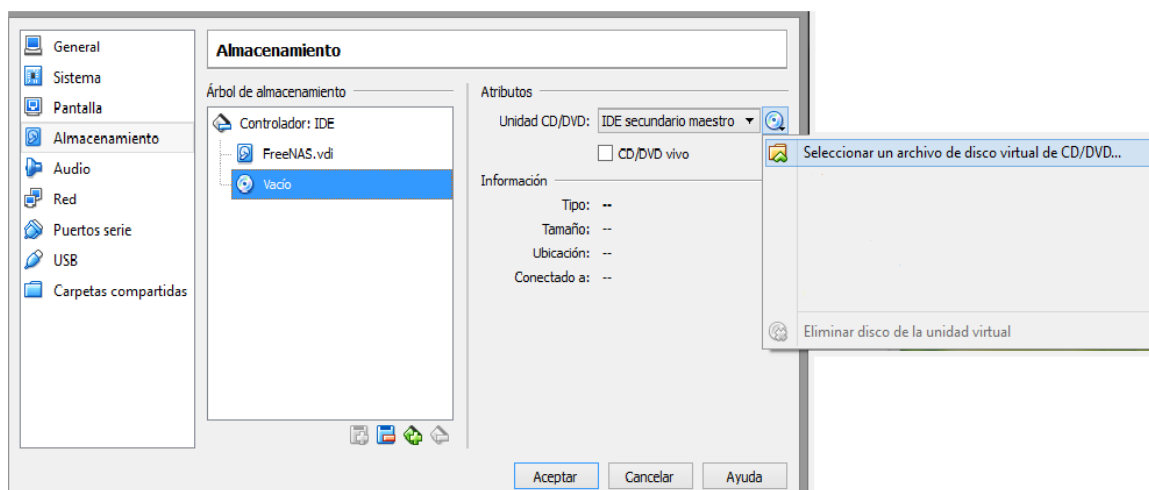 General
Sistema
Pantalla
Almacenamiento
Audio
Red
Puertos serie
USB
Carpetas compartidas
Almacenamiento
Árbol de almacenamiento
Controlador: IDE
FreeNAS.vdi
Vacío
Atributos
Unidad CD/DVD: IDE secundario maestro
CD/DVD vivo
Información
Tipo: --
Tamaño: --
Ubicación: --
Conectado a: --
Seleccionar un archivo de disco virtual de CD/DVD...
Eliminar disco de la unidad virtual
Aceptar Cancelar Ayuda